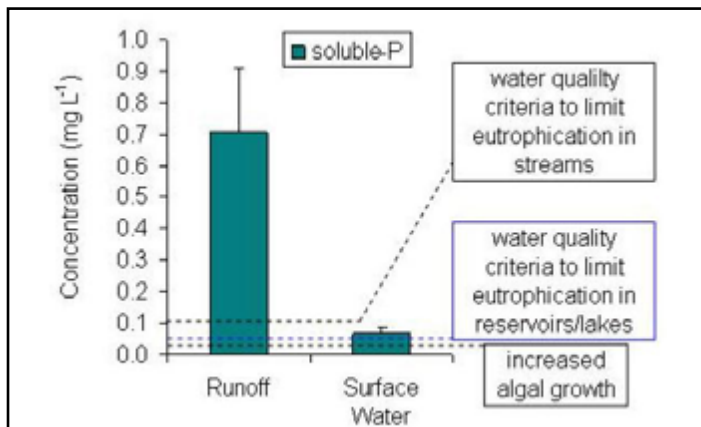 1.0
0.9
0.8
0.7
0.6
0.5
0.4
0.3
0.2
0.1
0.0
Concentration (mg L⁻¹)
soluble-P
Runoff
Surface
Water
water qualilty
criteria to limit
eutrophication in
streams
water quality
criteria to limit
eutrophication in
reservoirs/lakes
increased
algal growth